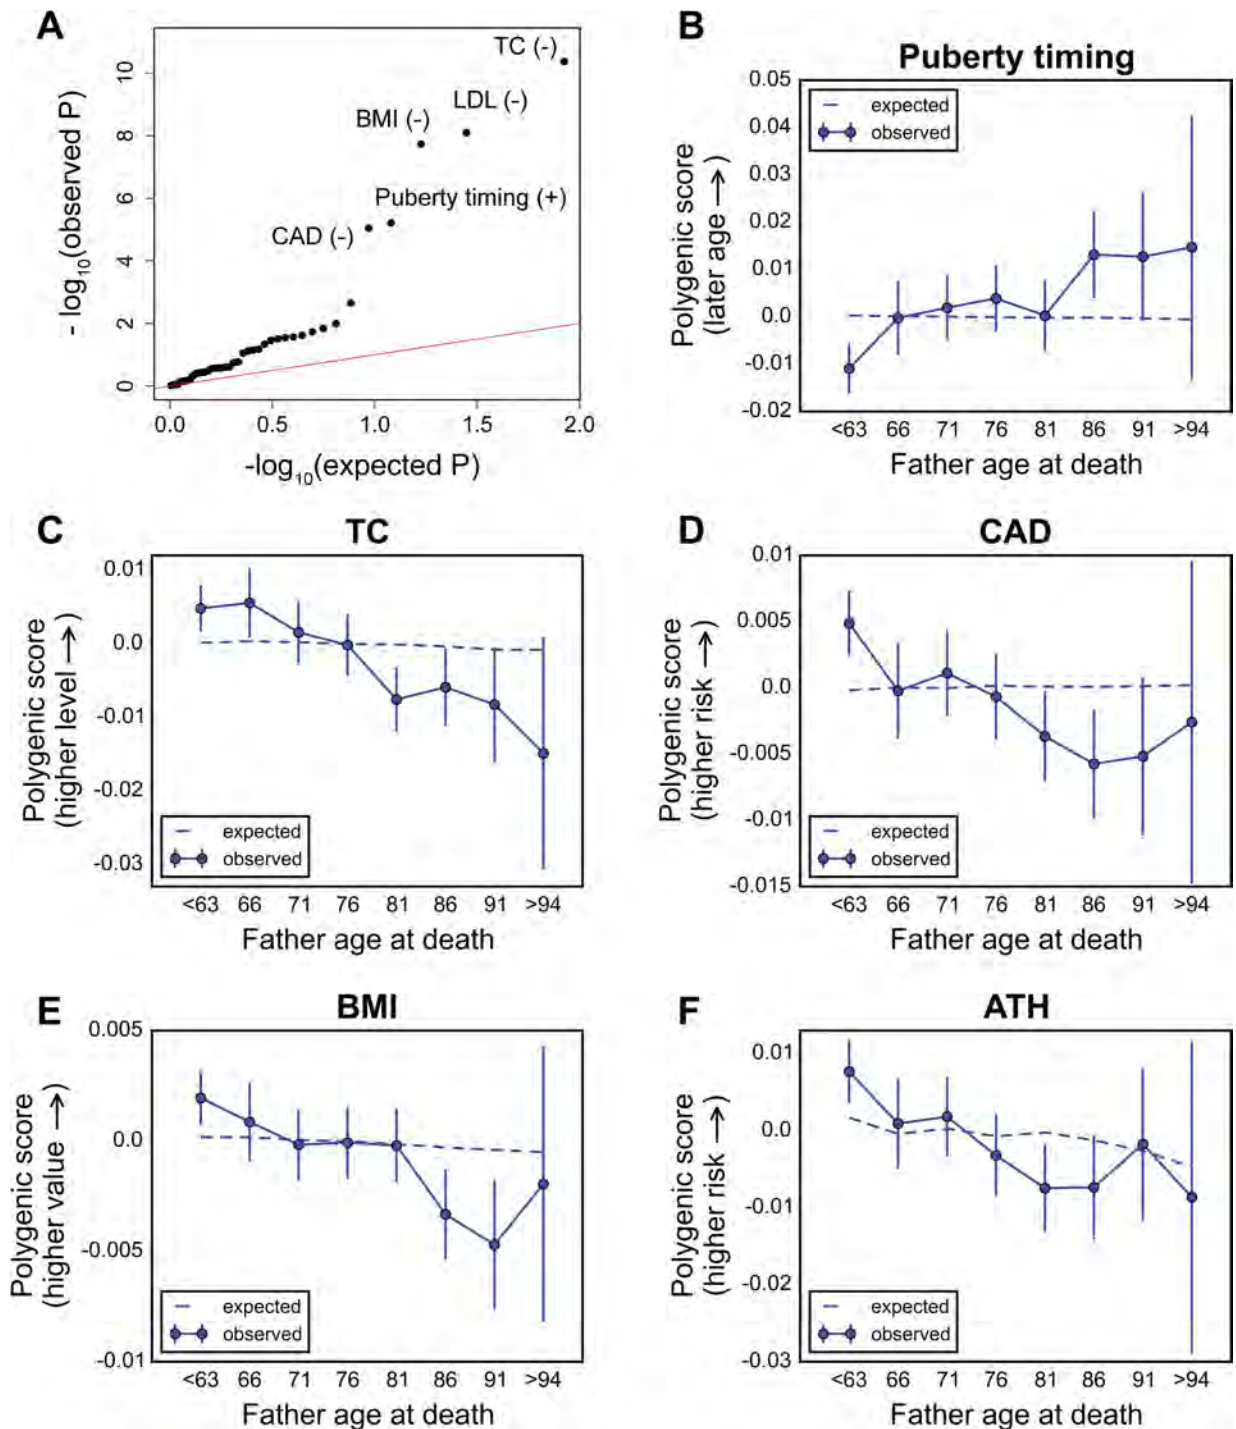 A
TC (-)
LDL (-)
BMI (-)
Puberty timing (+)
CAD (-)
- log10(observed P)
10
8
6
4
2
0
0.0 0.5 1.0 1.5 2.0
-log10(expected P)
B
Puberty timing
expected
observed
Polygenic score
(later age →)
0.05
0.04
0.03
0.02
0.01
0.0
-0.01
-0.02
<63 66 71 76 81 86 91 >94
Father age at death
C
TC
Polygenic score
(higher level →)
0.01
0.0
-0.01
-0.02
-0.03
expected
observed
<63 66 71 76 81 86 91 >94
Father age at death
D
CAD
Polygenic score
(higher risk →)
0.01
0.005
0.0
-0.005
-0.01
-0.015
expected
observed
<63 66 71 76 81 86 91 >94
Father age at death
E
BMI
Polygenic score
(higher value →)
0.005
0.0
-0.005
-0.01
expected
observed
<63 66 71 76 81 86 91 >94
Father age at death
F
ATH
Polygenic score
(higher risk →)
0.01
0.0
-0.01
-0.02
-0.03
expected
observed
<63 66 71 76 81 86 91 >94
Father age at death